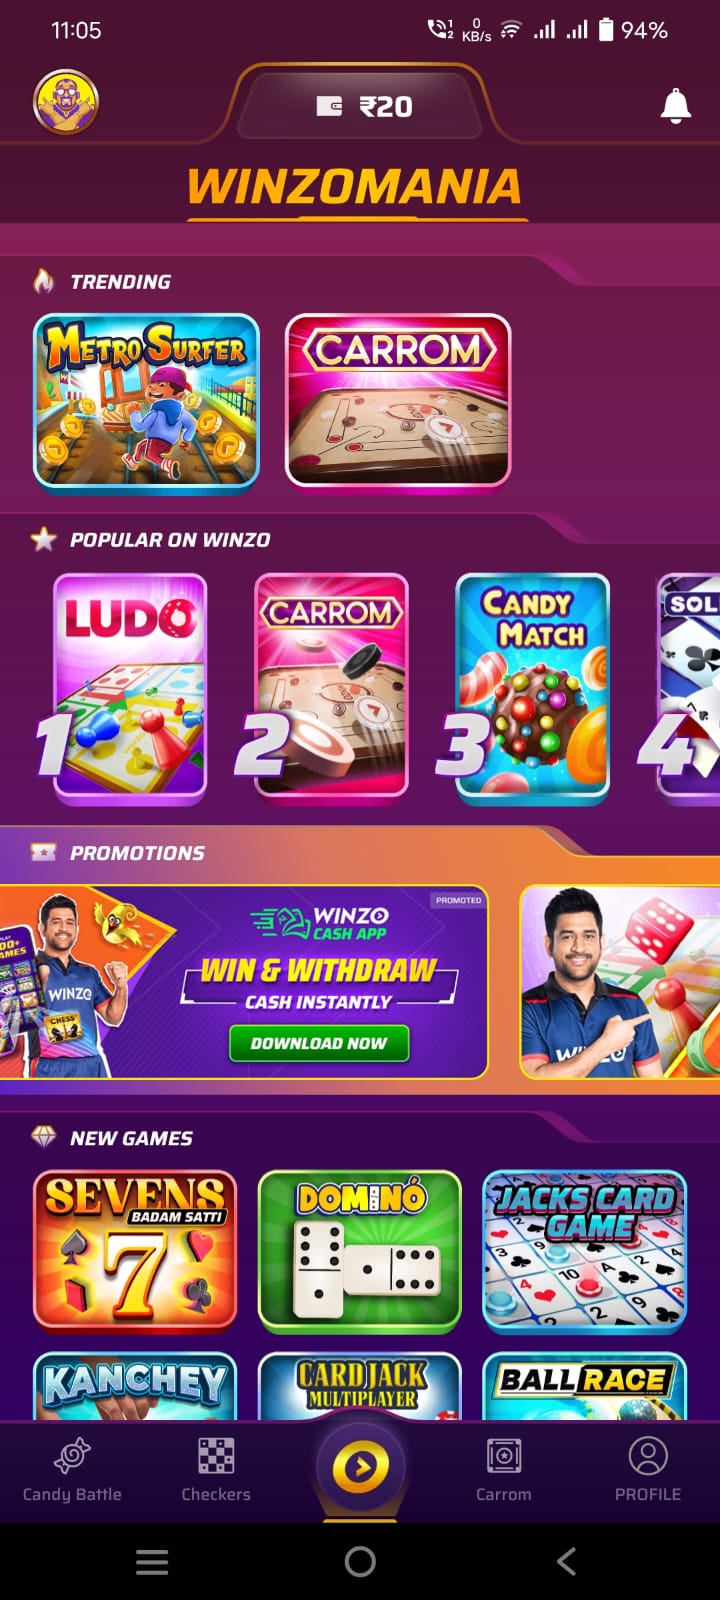 11:05
0
KB/s
94%
₹20
WINZOMANIA
TRENDING
METRO SURFER
CARROM
POPULAR ON WINZO
LUDO
CARROM
CANDY
MATCH
1
2
3
4
PROMOTIONS
PROMOTED
WINZO
CASH APP
WIN & WITHDRAW
CASH INSTANTLY
DOWNLOAD NOW
WINZO
CHESS
NEW GAMES
SEVENS
BADAM SATTI
7
DOMINÓ
JACKS CARD
GAME
KANCHEY
CARD JACK
MULTIPLAYER
BALL RACE
Candy Battle
Checkers
Carrom
PROFILE